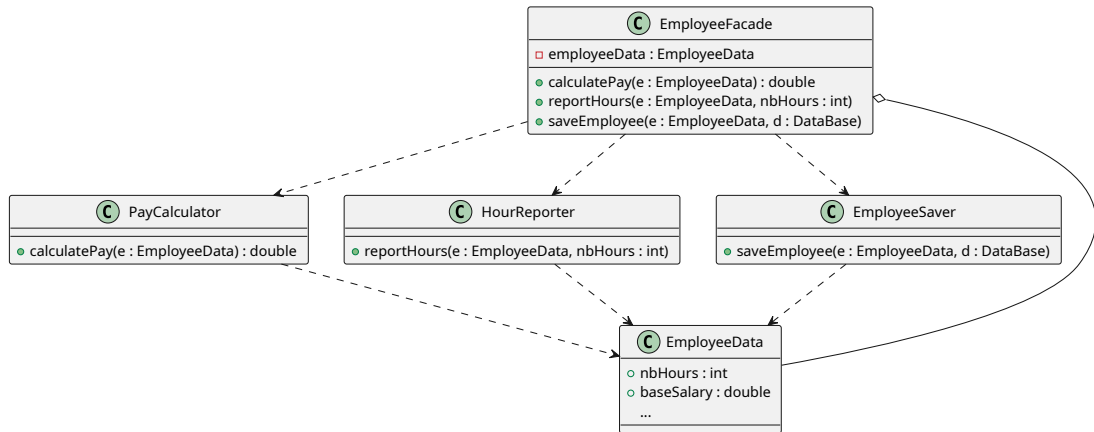 C EmployeeFacade
employeeData : EmployeeData
calculatePay(e : EmployeeData) : double
reportHours(e : EmployeeData, nbHours : int)
saveEmployee(e : EmployeeData, d : DataBase)
C PayCalculator
calculatePay(e : EmployeeData) : double
C HourReporter
reportHours(e : EmployeeData, nbHours : int)
C EmployeeSaver
saveEmployee(e : EmployeeData, d : DataBase)
C EmployeeData
nbHours : int
baseSalary : double
...